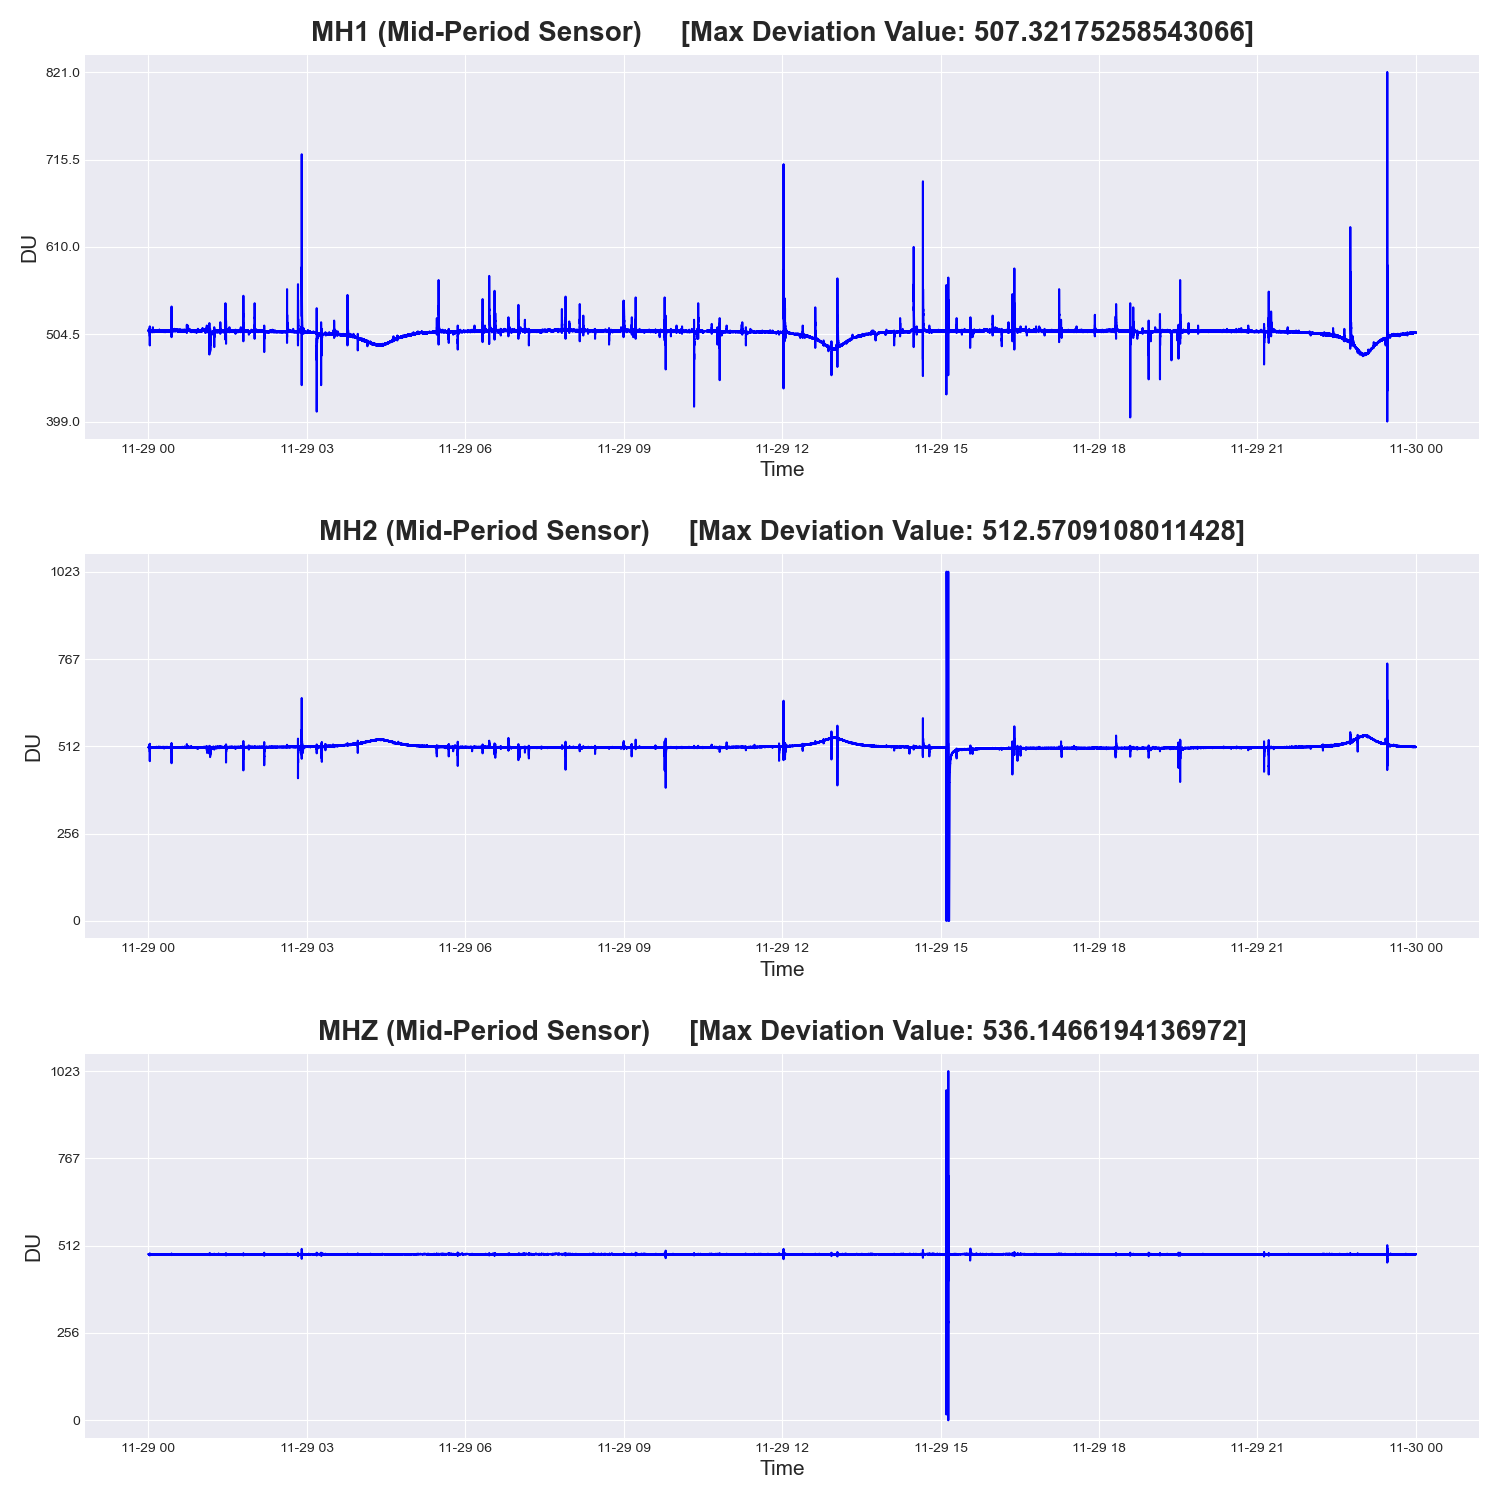 MH1 (Mid-Period Sensor) [Max Deviation Value: 507.32175258543066]
821.0
715.5
610.0
504.5
399.0
DU
11-29 00 11-29 03 11-29 06 11-29 09 11-29 12 11-29 15 11-29 18 11-29 21 11-30 00
Time
MH2 (Mid-Period Sensor) [Max Deviation Value: 512.5709108011428]
1023
767
512
256
0
DU
11-29 00 11-29 03 11-29 06 11-29 09 11-29 12 11-29 15 11-29 18 11-29 21 11-30 00
Time
MHZ (Mid-Period Sensor) [Max Deviation Value: 536.1466194136972]
1023
767
512
256
0
DU
11-29 00 11-29 03 11-29 06 11-29 09 11-29 12 11-29 15 11-29 18 11-29 21 11-30 00
Time